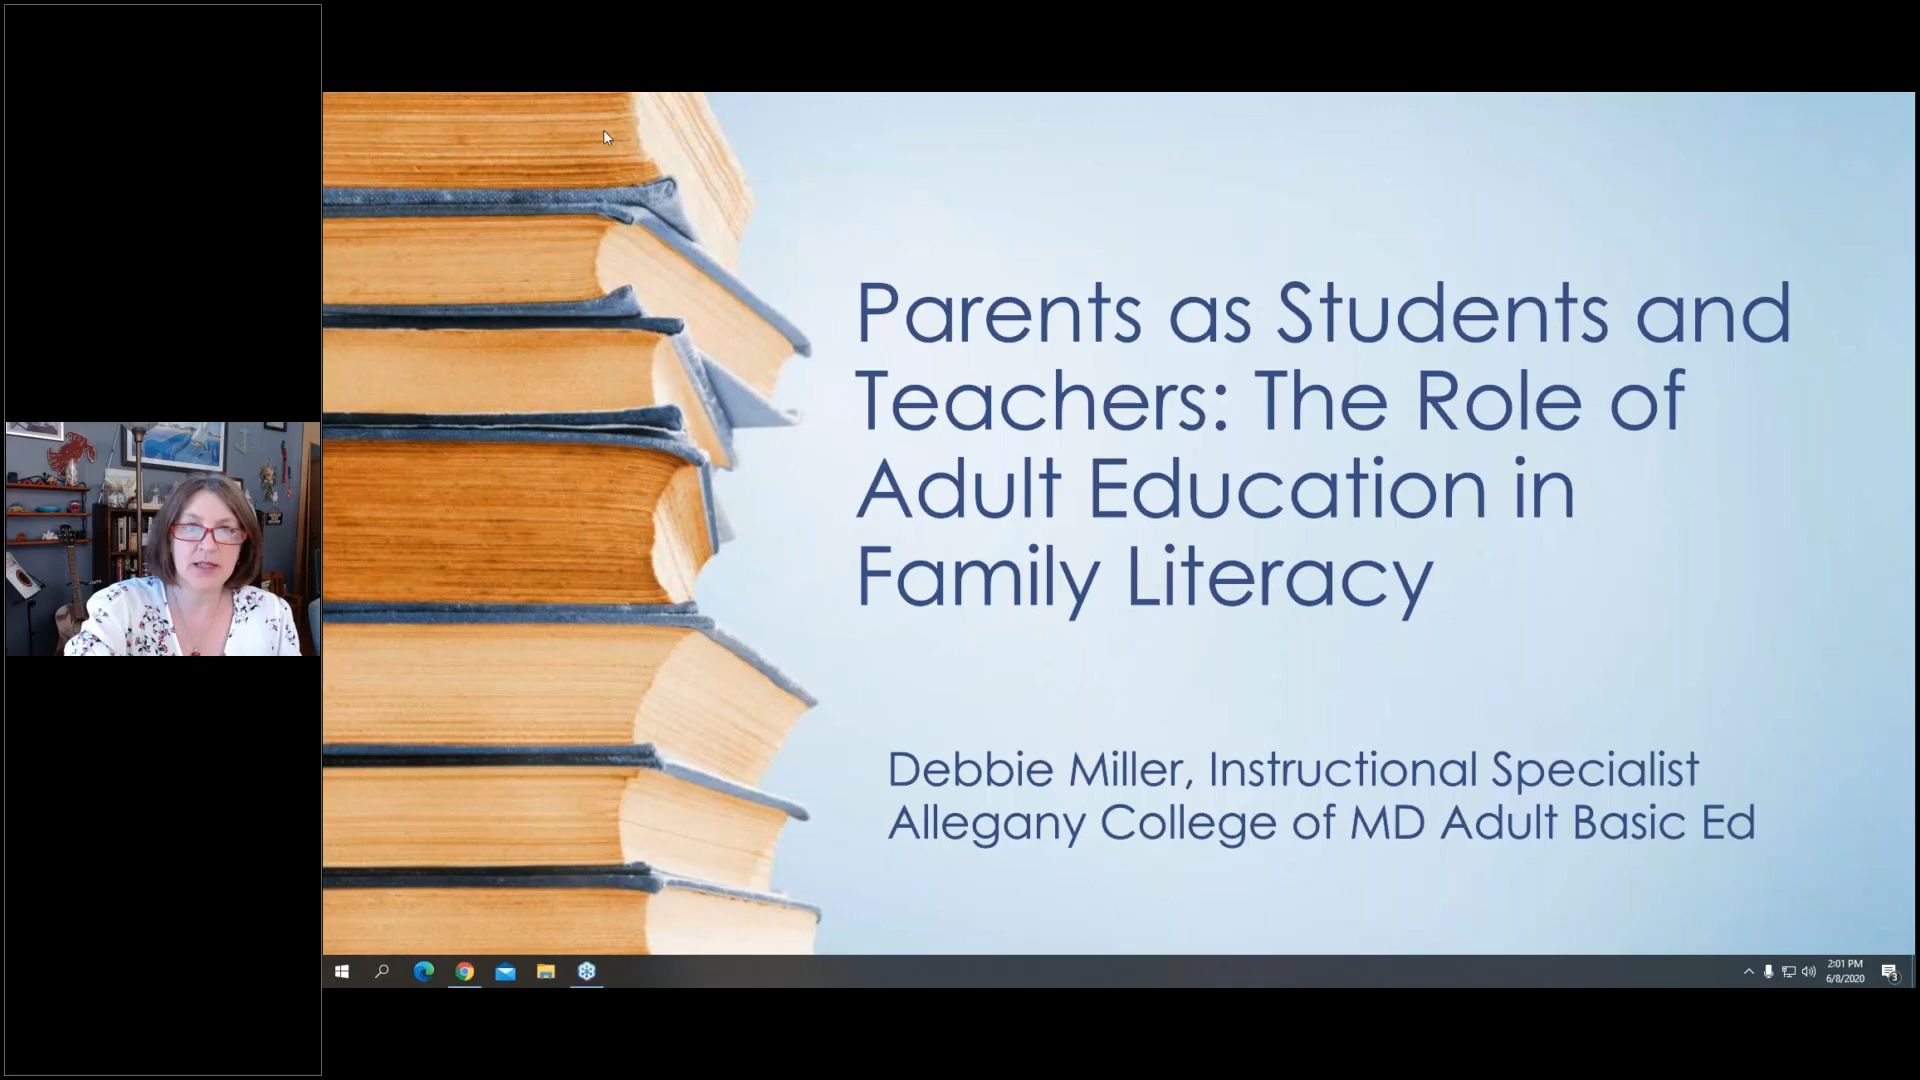 Parents as Students and
Teachers: The Role of
Adult Education in
Family Literacy
Debbie Miller, Instructional Specialist
Allegany College of MD Adult Basic Ed
2:01 PM
6/8/2020
3